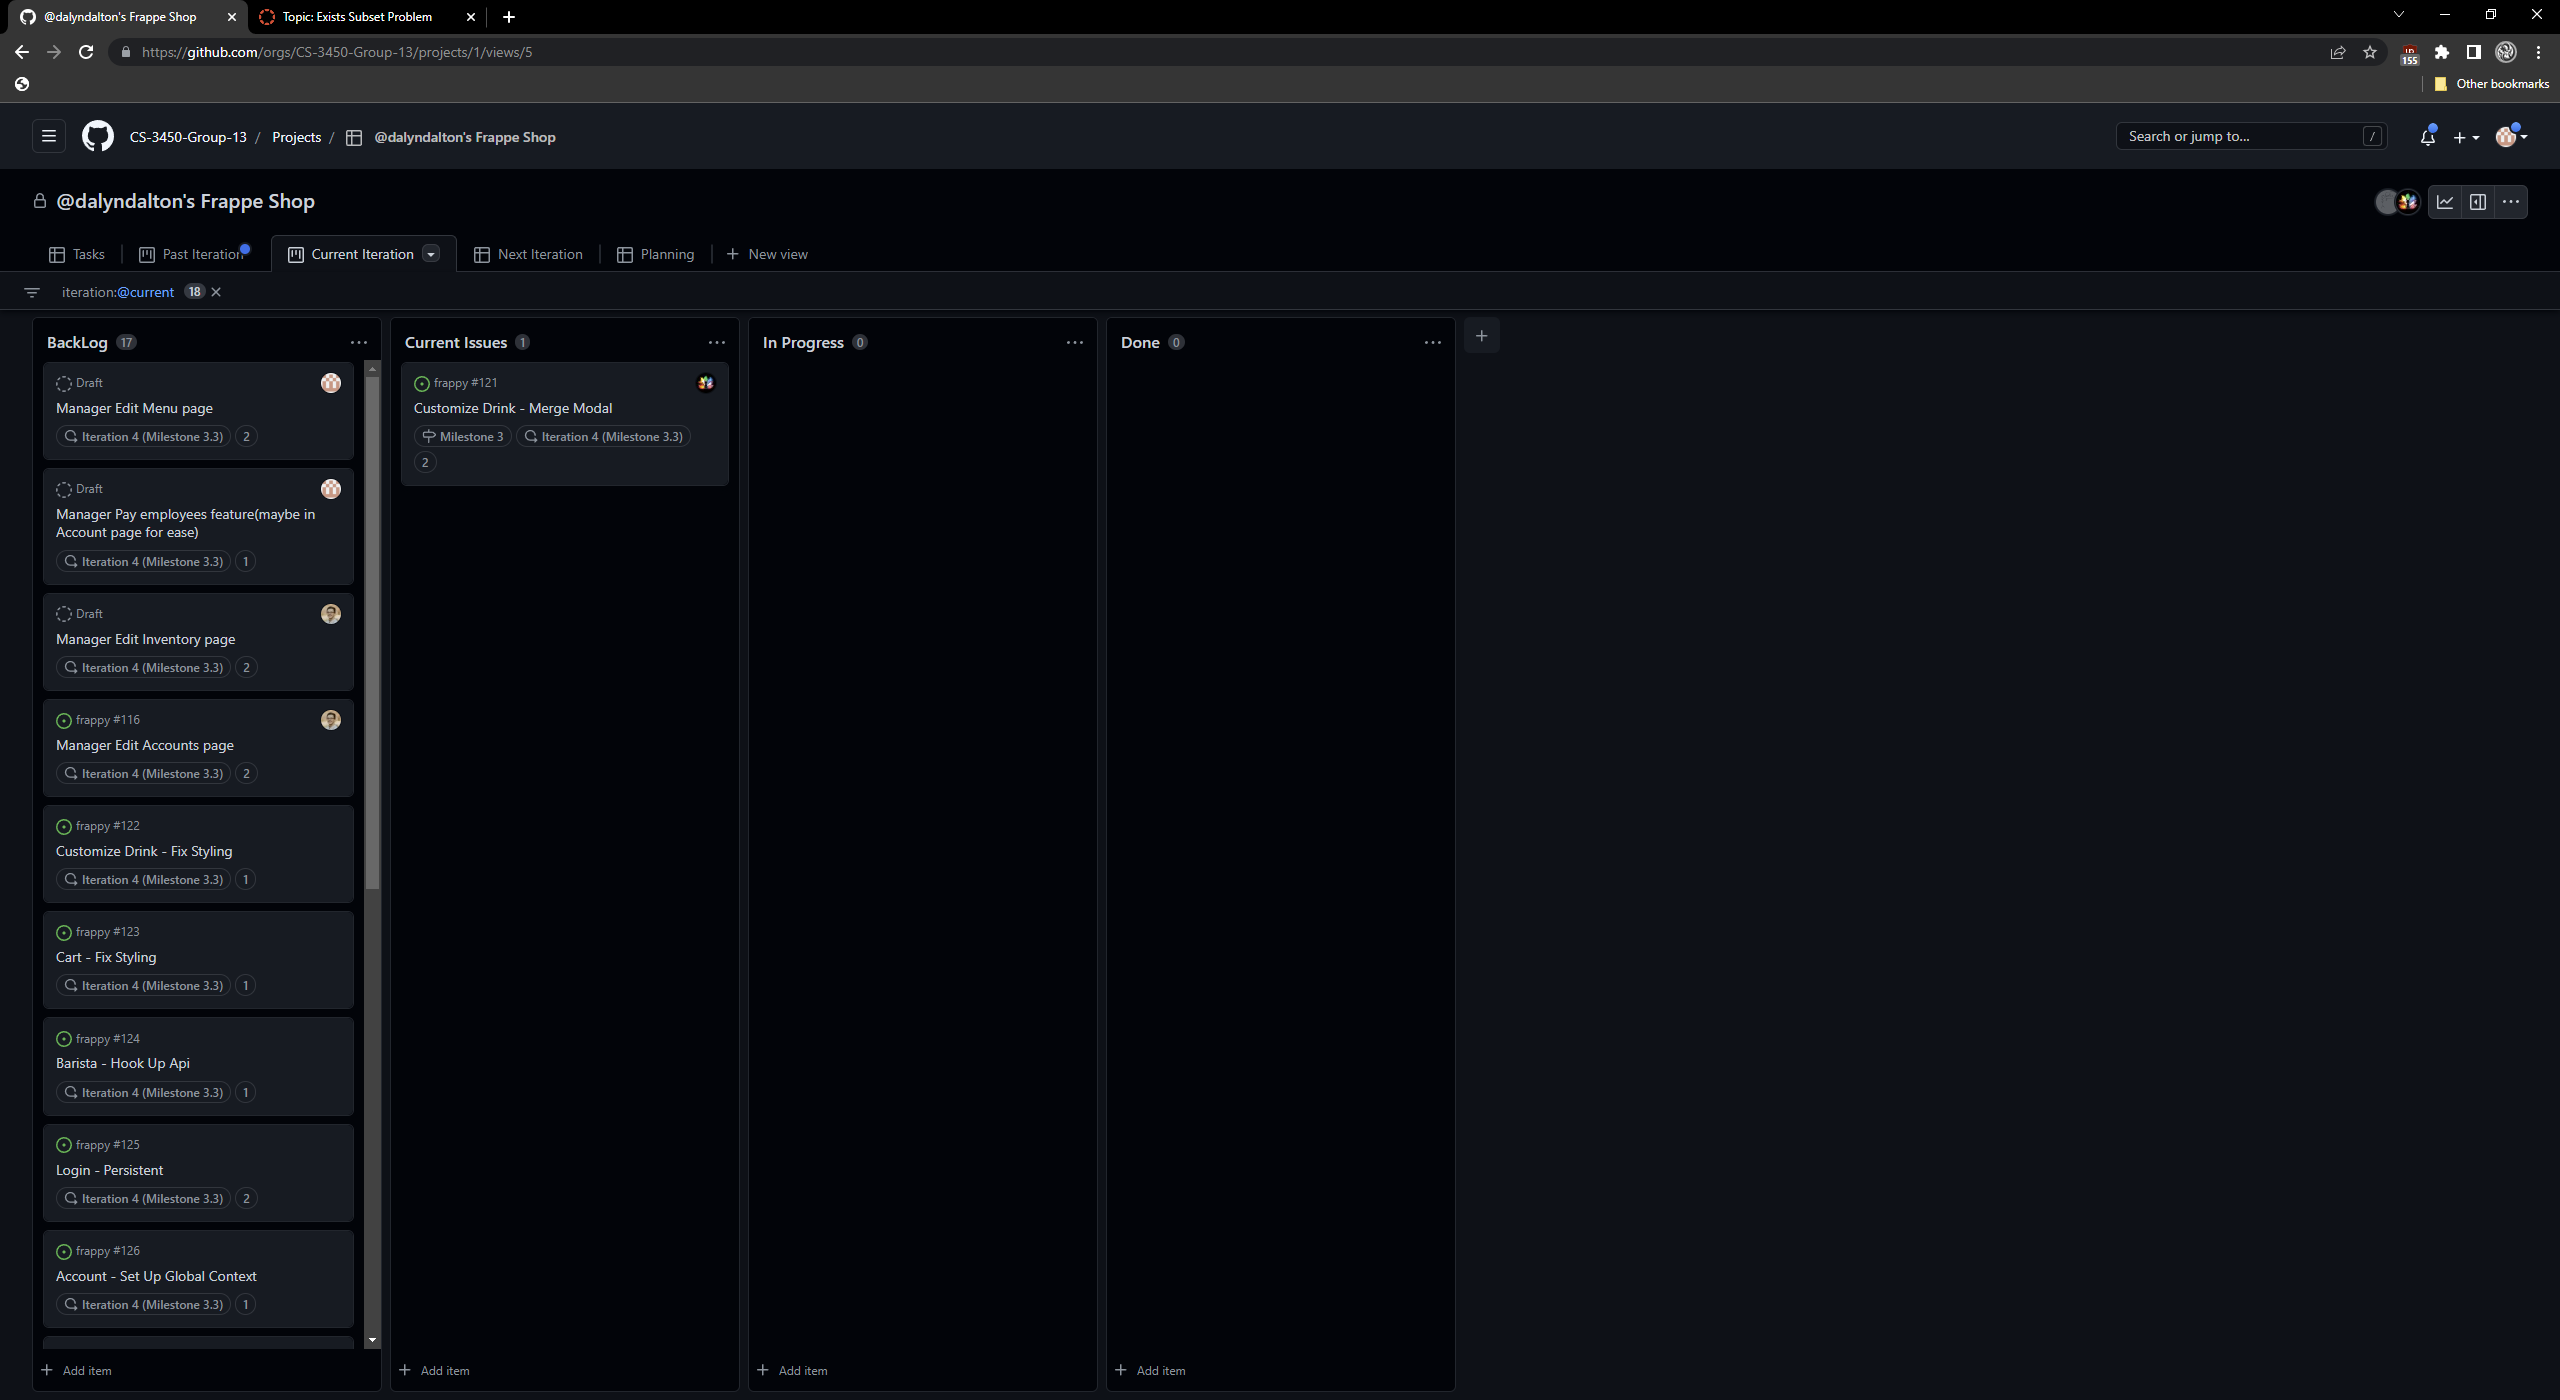 @dalyndalton's Frappe Shop
Topic: Exists Subset Problem
https://github.com/orgs/CS-3450-Group-13/projects/1/views/5
155
Other bookmarks
CS-3450-Group-13 / Projects / @dalyndalton's Frappe Shop
Search or jump to... /
@dalyndalton's Frappe Shop
Tasks
Past Iteration
Current Iteration
Next Iteration
Planning
New view
iteration:@current 18
BackLog 17
Draft
Manager Edit Menu page
Iteration 4 (Milestone 3.3) 2
Draft
Manager Pay employees feature(maybe in
Account page for ease)
Iteration 4 (Milestone 3.3) 1
Draft
Manager Edit Inventory page
Iteration 4 (Milestone 3.3) 2
frappy #116
Manager Edit Accounts page
Iteration 4 (Milestone 3.3) 2
frappy #122
Customize Drink - Fix Styling
Iteration 4 (Milestone 3.3) 1
frappy #123
Cart - Fix Styling
Iteration 4 (Milestone 3.3) 1
frappy #124
Barista - Hook Up Api
Iteration 4 (Milestone 3.3) 1
frappy #125
Login - Persistent
Iteration 4 (Milestone 3.3) 2
frappy #126
Account - Set Up Global Context
Iteration 4 (Milestone 3.3) 1
Add item
Current Issues 1
frappy #121
Customize Drink - Merge Modal
Milestone 3 Iteration 4 (Milestone 3.3)
2
Add item
In Progress 0
Add item
Done 0
Add item